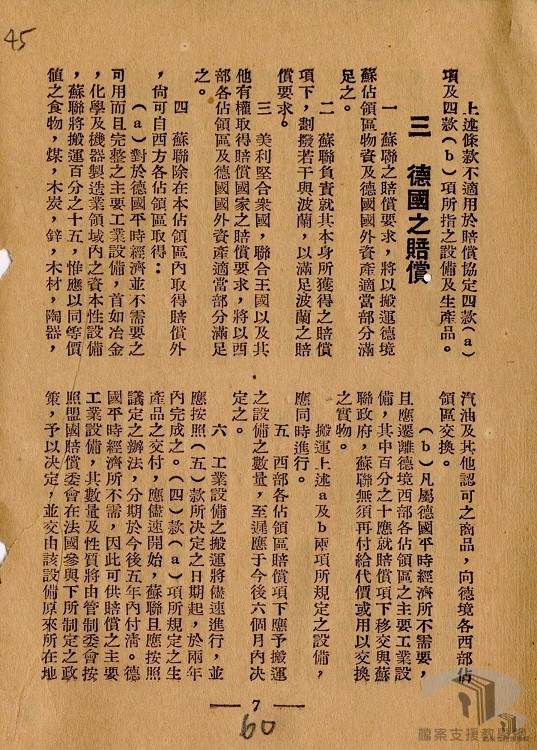 45
上述條款不適用於賠償協定四款(a)
項及四款(b)項所指之設備及生產品。
三　德國之賠償
一　蘇聯之賠償要求，將以搬運德境
蘇佔領區物資及德國國外資產適當部分滿
足之。
二　蘇聯負責就其本身所獲得之賠償
項下，劃撥若干與波蘭，以滿足波蘭之賠
償要求。
三　美利堅合衆國，聯合王國以及其
他有權取得賠償國家之賠償要求，將以西
部各佔領區及德國國外資產適當部分滿足
之。
四　蘇聯除在本佔領區內取得賠償外
，尙可自西方各佔領區取得：
(a)對於德國平時經濟並不需要之
可用而且完整之主要工業設備，首如冶金
，化學及機器製造業領域內之資本性設備
，蘇聯將搬運百分之十五，惟應以同等價
値之食物，煤，木炭，鋅，木材，陶器，
汽油及其他認可之商品，向德境各西部佔
領區交換。
(b)凡屬德國平時經濟所不需要，
且應遷離德境西部各佔領區之主要工業設
備，其中百分之十應就賠償項下移交與蘇
聯政府，蘇聯無須再付給代價或用以交換
之實物。
搬運上述a及b兩項所規定之設備，
應同時進行。
五　西部各佔領區賠償項下應予搬運
之設備之數量，至遲應于今後六個月內決
定之。
六　工業設備之搬運將儘速進行，並
應按照(五)款所決定之日期起，於兩年
內完成之。(四)款(a)項所規定之生
產品之交付，應儘速開始，蘇聯且應按照
議定之辦法，分期於今後五年內付淸。德
國平時經濟所不需，因此可供賠償之主要
工業設備，其數量及性質將由管制委會按
照盟國賠償委會在法國參與下所制定之政
策，予以決定，並交由該設備原來所在地
7
60
檔案支援教學網